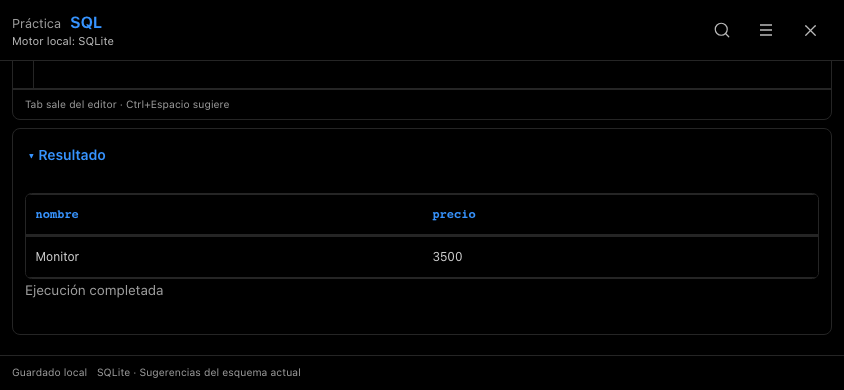 Práctica SQL
Motor local: SQLite
Tab sale del editor · Ctrl+Espacio sugiere
▾ Resultado
nombre precio
Monitor 3500
Ejecución completada
Guardado local SQLite · Sugerencias del esquema actual